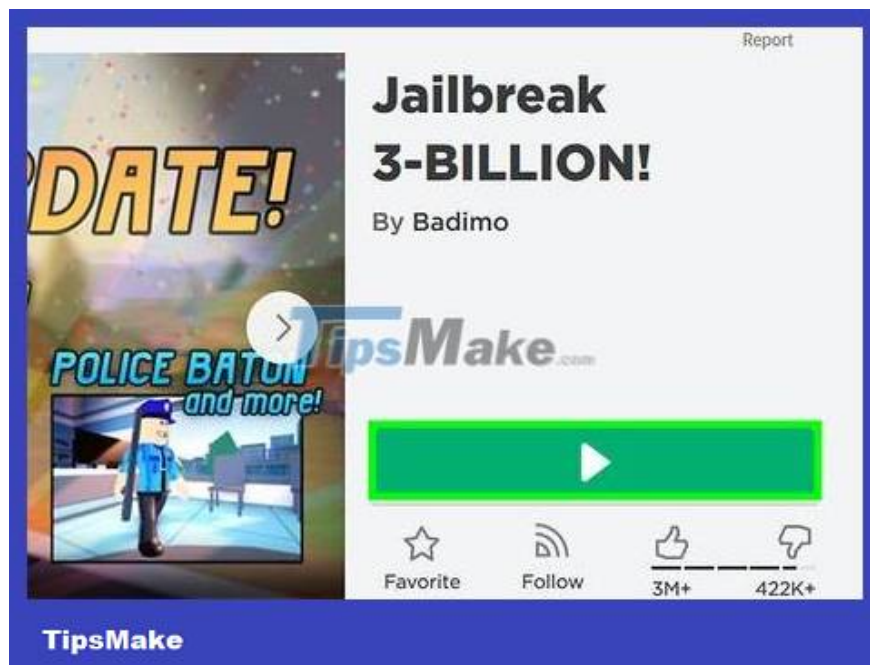 Report
Jailbreak
3-BILLION!
By Badimo
DATE!
TipsMake.com
POLICE BATON
and more!
Favorite
Follow
3M+
422K+
TipsMake